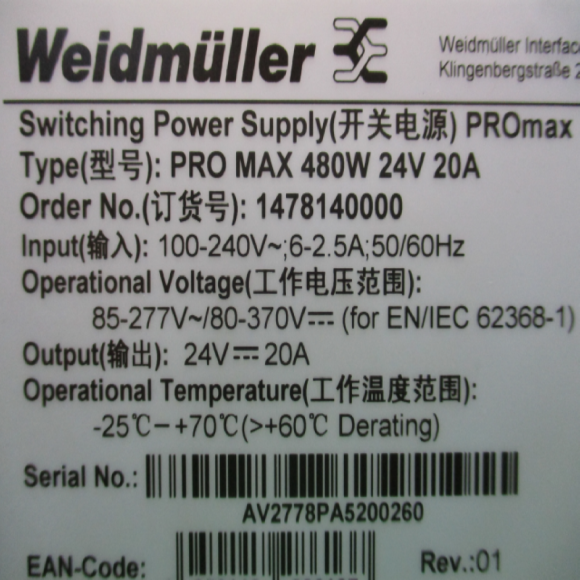 Weidmüller
Weidmüller Interface
Klingenbergstraße
Switching Power Supply(开关电源) PROmax
Type(型号): PRO MAX 480W 24V 20A
Order No.(订货号): 1478140000
Input(输入): 100-240V~;6-2.5A;50/60Hz
Operational Voltage(工作电压范围):
85-277V~/80-370V⎓ (for EN/IEC 62368-1)
Output(输出): 24V⎓20A
Operational Temperature(工作温度范围):
-25℃－+70℃(>+60℃ Derating)
Serial No.:
AV2778PA5200260
EAN-Code:
Rev.:01